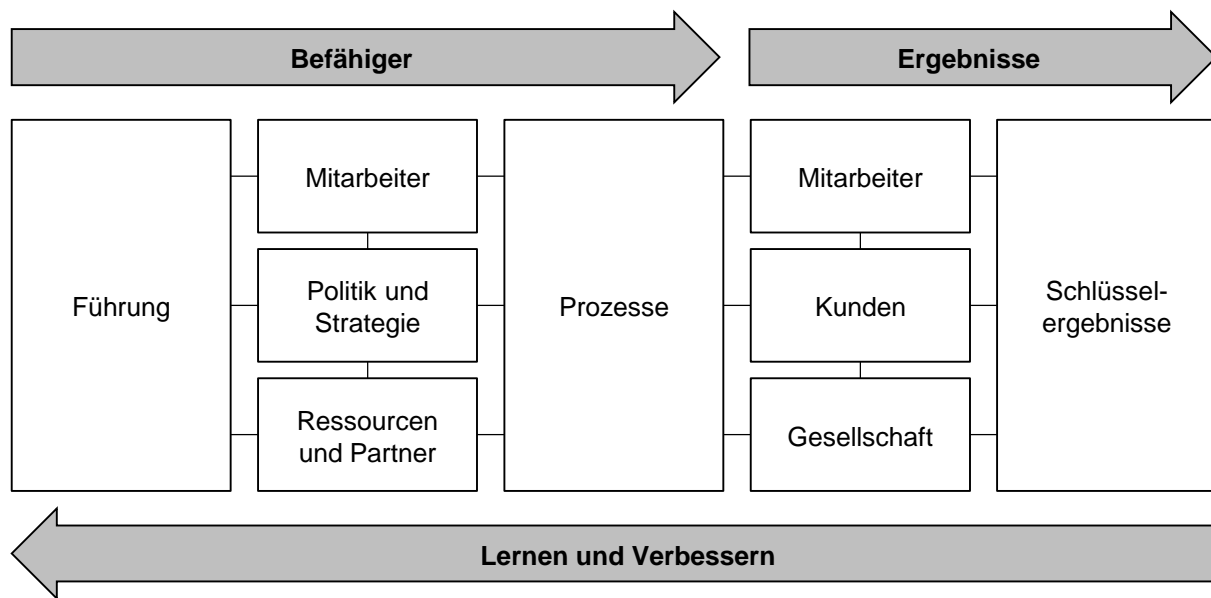 Befähiger
Ergebnisse
Führung
Mitarbeiter
Politik und
Strategie
Ressourcen
und Partner
Prozesse
Mitarbeiter
Kunden
Gesellschaft
Schlüssel-
ergebnisse
Lernen und Verbessern